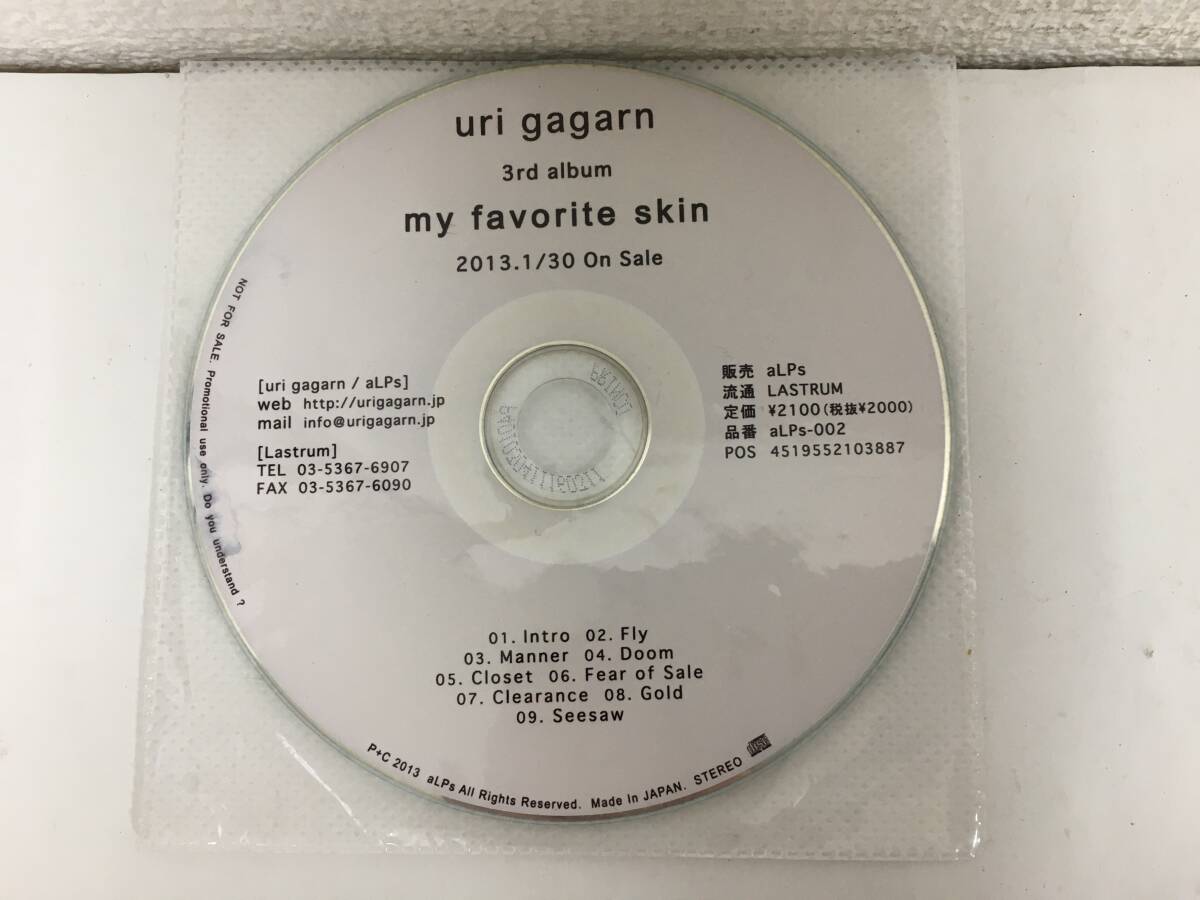 uri gagarn
3rd album
my favorite skin
2013.1/30 On Sale
NOT FOR SALE. Promotional use only. Do you understand ?
[uri gagarn / aLPs]
web http://urigagarn.jp
mail info@urigagarn.jp
[Lastrum]
TEL 03-5367-6907
FAX 03-5367-6090
販売 aLPs
流通 LASTRUM
定価 ¥2100(税抜¥2000)
品番 aLPs-002
POS 4519552103887
01. Intro 02. Fly
03. Manner 04. Doom
05. Closet 06. Fear of Sale
07. Clearance 08. Gold
09. Seesaw
P+C 2013 aLPs All Rights Reserved. Made In JAPAN. STEREO